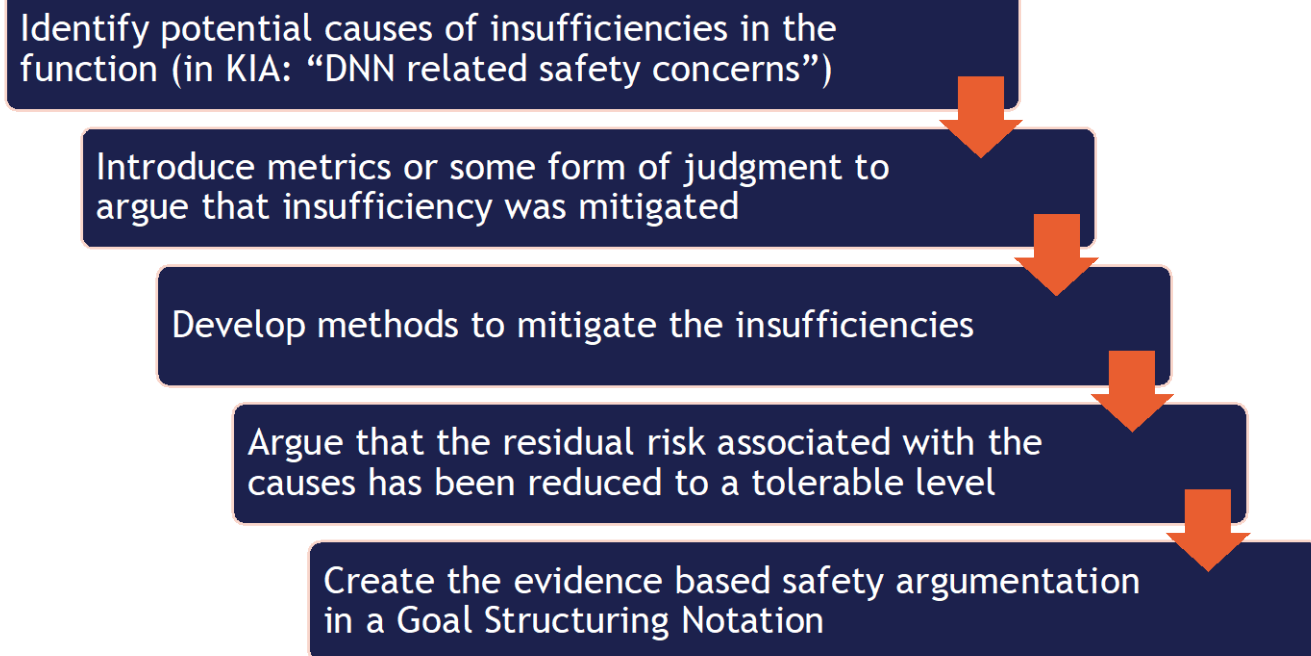 Identify potential causes of insufficiencies in the
function (in KIA: “DNN related safety concerns”)
Introduce metrics or some form of judgment to
argue that insufficiency was mitigated
Develop methods to mitigate the insufficiencies
Argue that the residual risk associated with the
causes has been reduced to a tolerable level
Create the evidence based safety argumentation
in a Goal Structuring Notation